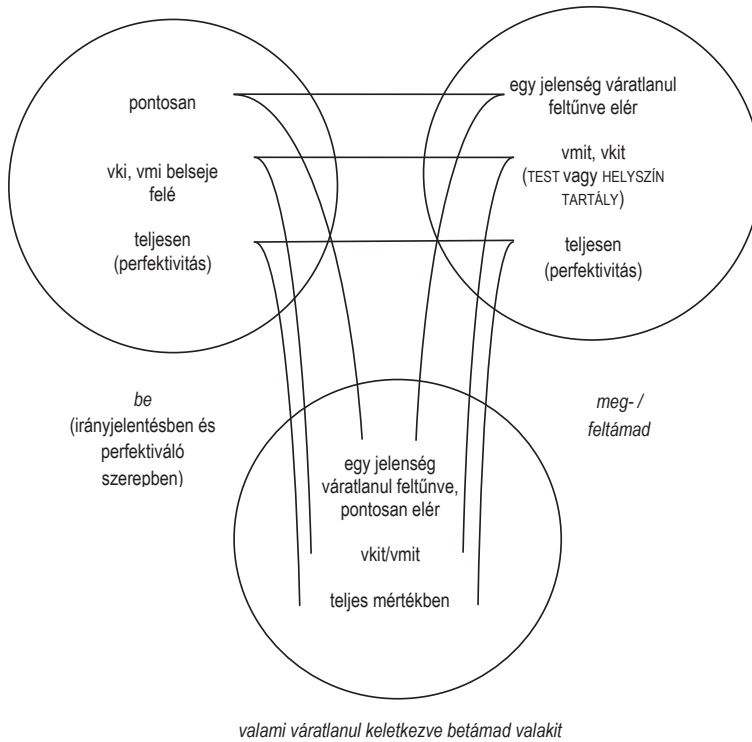 pontosan
vki, vmi belseje
felé
teljesen
(perfektivitás)
egy jelenség váratlanul
feltűnve elér
vmit, vkit
(TEST vagy HELYSZÍN
TARTÁLY)
teljesen
(perfektivitás)
be
(irányjelentésben és
perfektiváló
szerepben)
meg- /
feltámad
egy jelenség
váratlanul feltűnve,
pontosan elér
vkit/vmit
teljes mértékben
valami váratlanul keletkezve betámad valakit